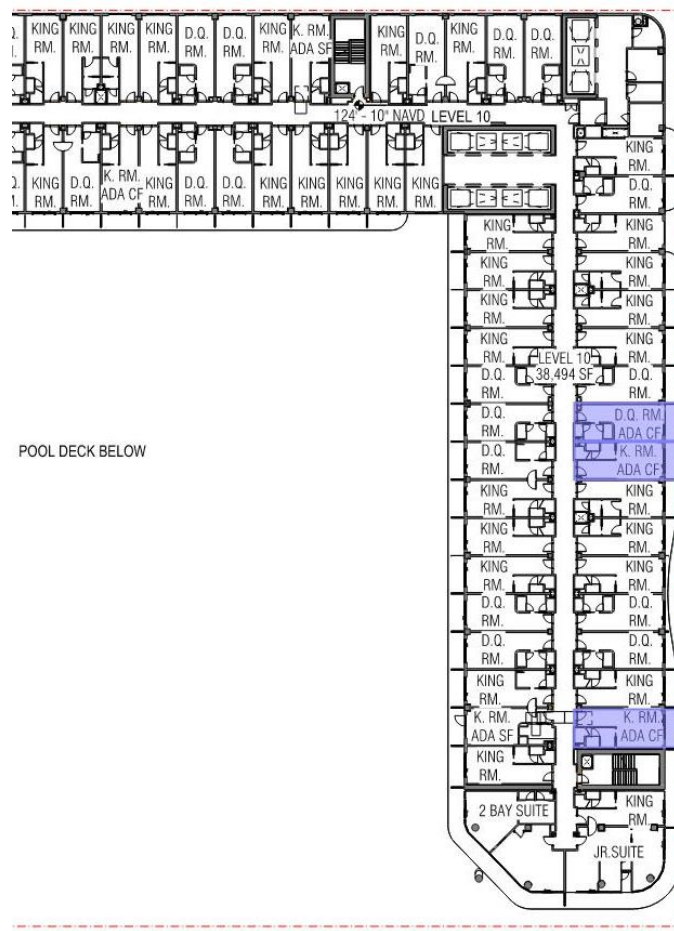 KING
RM.
KING
RM.
KING
RM.
KING
RM.
D.Q.
RM.
D.Q.
RM.
KING
RM.
K. RM.
ADA SF
KING
RM.
D.Q.
RM.
KING
RM.
D.Q.
RM.
D.Q.
RM.
124' - 10" NAVD LEVEL 10
KING
RM.
D.Q.
RM.
K. RM.
ADA CF
KING
RM.
D.Q.
RM.
D.Q.
RM.
KING
RM.
KING
RM.
KING
RM.
KING
RM.
KING
RM.
KING
RM.
D.Q.
RM.
KING
RM.
KING
RM.
KING
RM.
KING
RM.
KING
RM.
KING
RM.
KING
RM.
KING
RM.
LEVEL 10
38,494 SF
D.Q.
RM.
D.Q.
RM.
D.Q.
RM.
D.Q. RM.
ADA CF
D.Q.
RM.
K. RM.
ADA CF
POOL DECK BELOW
KING
RM.
KING
RM.
KING
RM.
KING
RM.
KING
RM.
KING
RM.
D.Q.
RM.
D.Q.
RM.
D.Q.
RM.
D.Q.
RM.
KING
RM.
KING
RM.
K. RM.
ADA SF
K. RM.
ADA CF
KING
RM.
2 BAY SUITE
KING
RM.
JR.SUITE